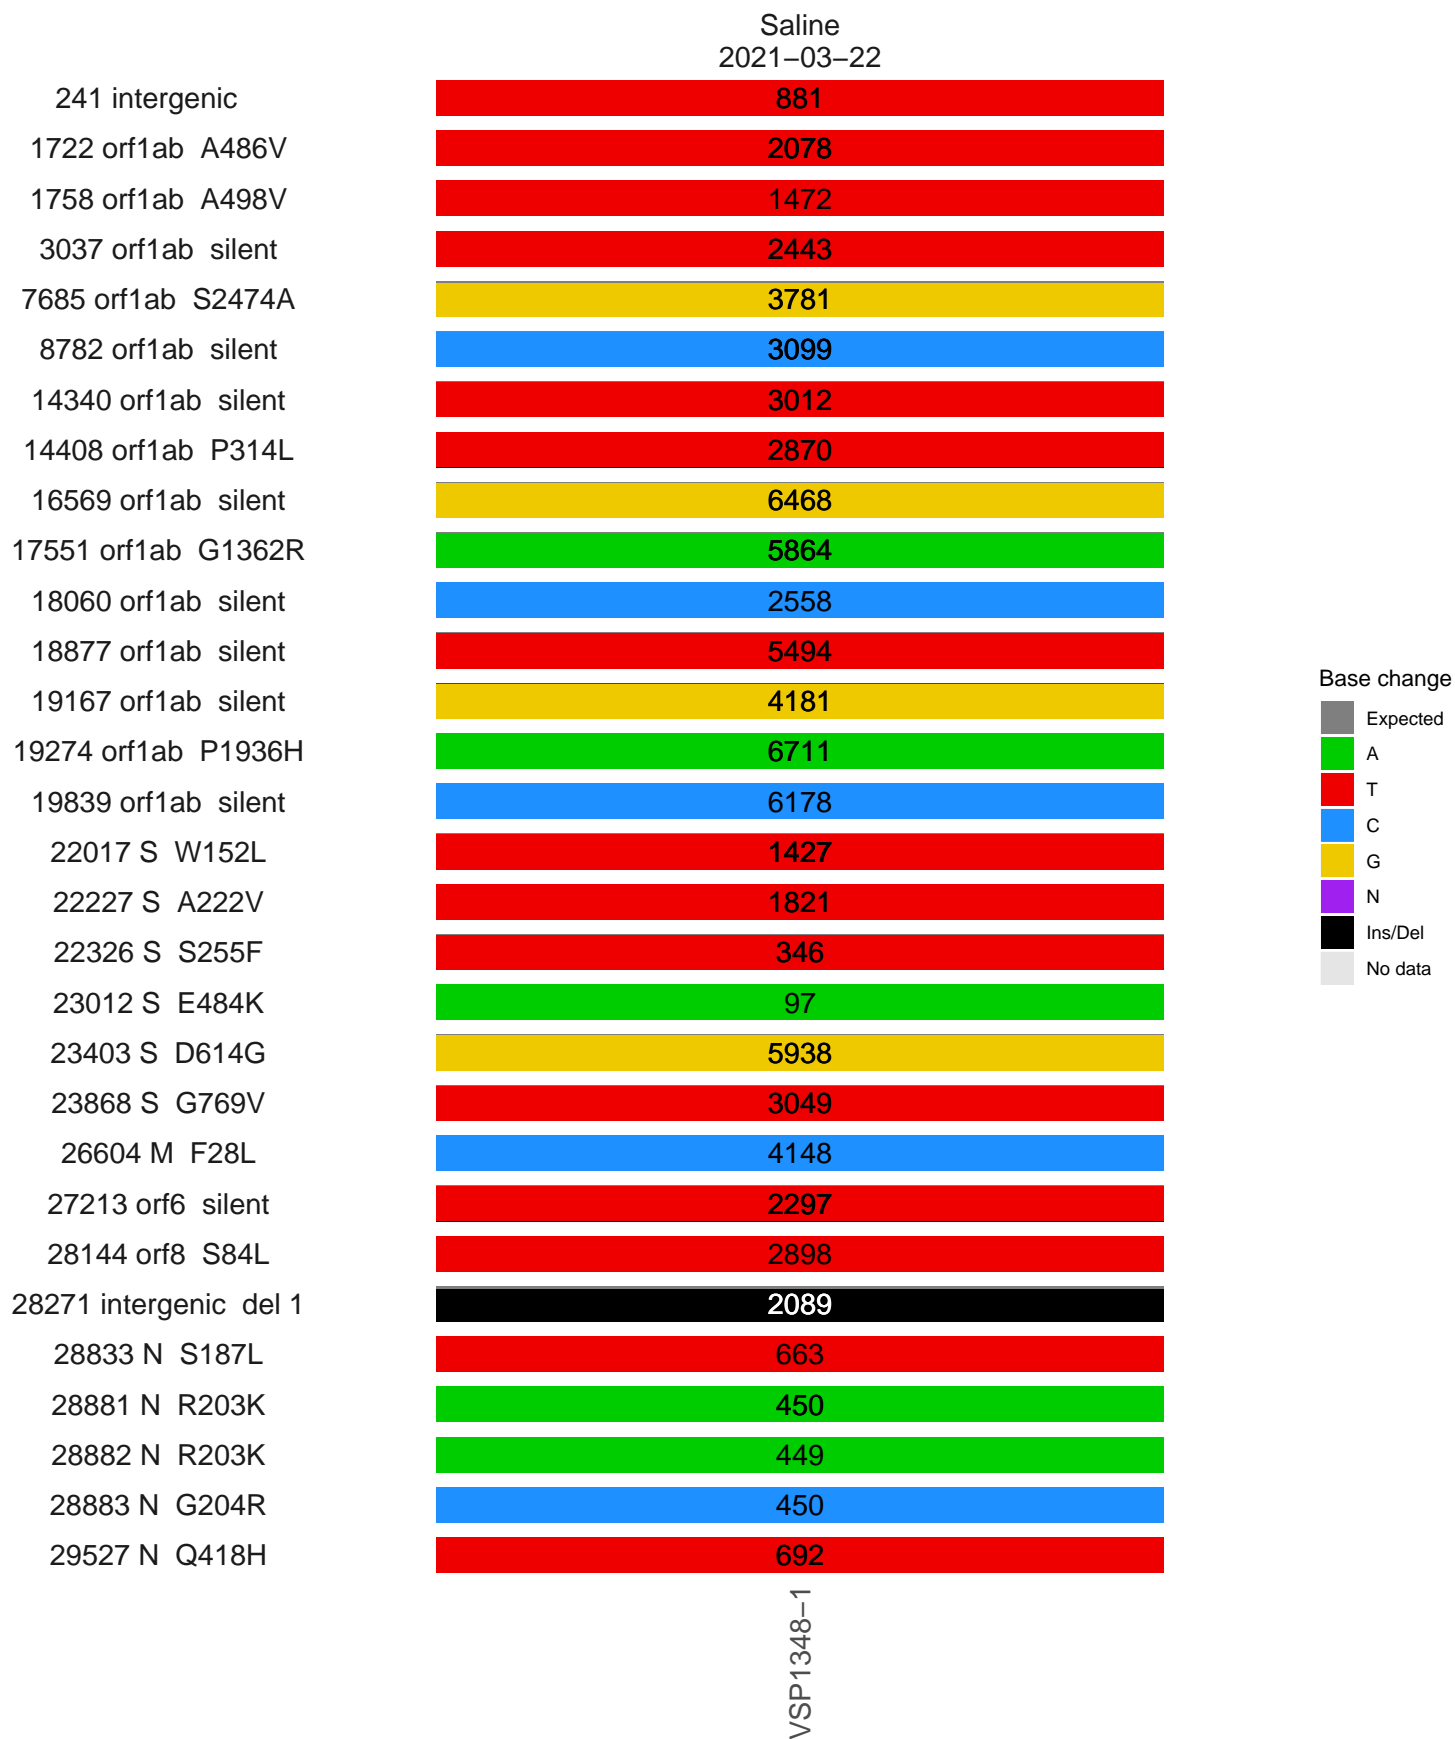 Saline
2021−03−22
241 intergenic 881
1722 orf1ab A486V 2078
1758 orf1ab A498V 1472
3037 orf1ab silent 2443
7685 orf1ab S2474A 3781
8782 orf1ab silent 3099
14340 orf1ab silent 3012
14408 orf1ab P314L 2870
16569 orf1ab silent 6468
17551 orf1ab G1362R 5864
18060 orf1ab silent 2558
18877 orf1ab silent 5494
19167 orf1ab silent 4181
19274 orf1ab P1936H 6711
19839 orf1ab silent 6178
22017 S W152L 1427
22227 S A222V 1821
22326 S S255F 346
23012 S E484K 97
23403 S D614G 5938
23868 S G769V 3049
26604 M F28L 4148
27213 orf6 silent 2297
28144 orf8 S84L 2898
28271 intergenic del 1 2089
28833 N S187L 663
28881 N R203K 450
28882 N R203K 449
28883 N G204R 450
29527 N Q418H 692
VSP1348−1
Base change
Expected
A
T
C
G
N
Ins/Del
No data